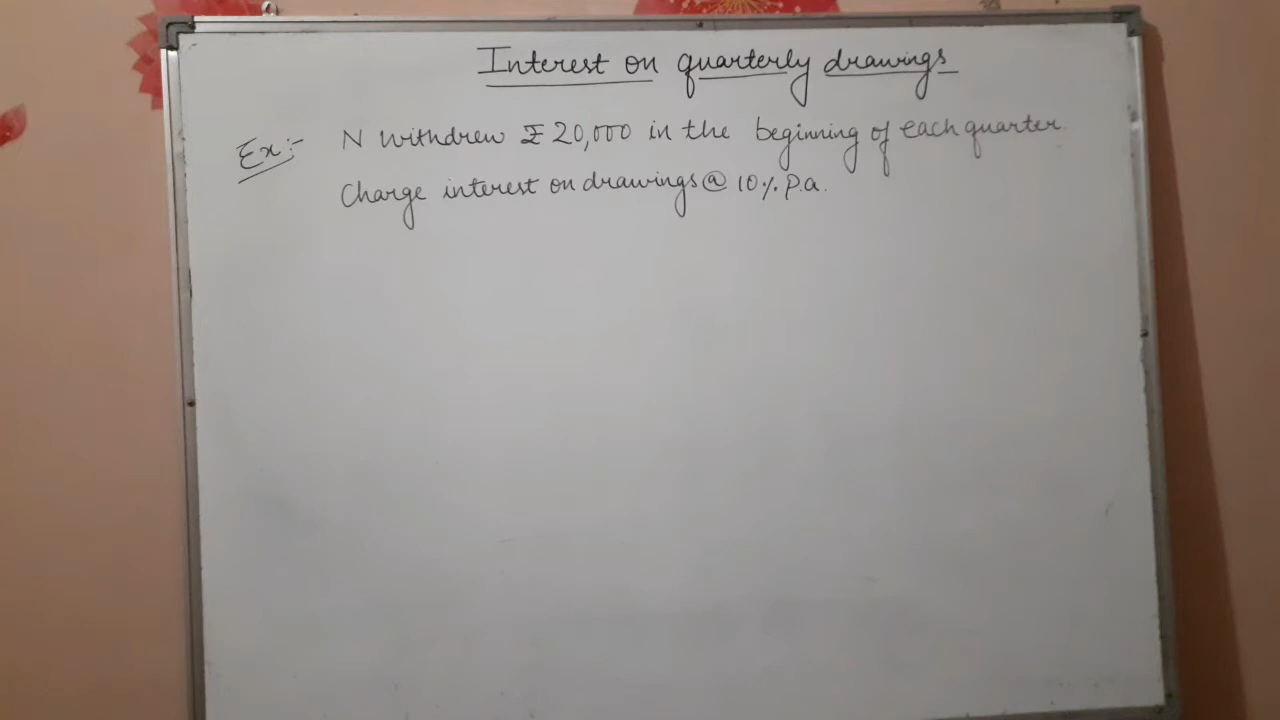 Interest on quarterly drawings
Ex:- N withdrew ₹ 20,000 in the beginning of each quarter.
Charge interest on drawings @ 10% p.a.